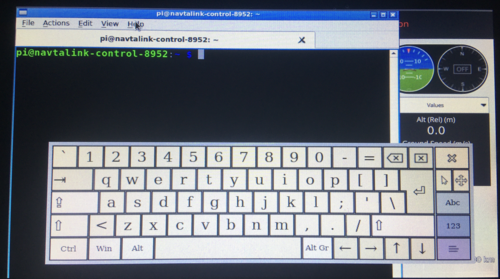 pi@navtalink-control-8952: ~
File Actions Edit View Help
pi@navtalink-control-8952: ~
pi@navtalink-control-8952:
OFF
Values
Alt (Rel) (m)
0.0
Ground Speed
` 1 2 3 4 5 6 7 8 9 0 - =
q w e r t y u i o p [ ]
a s d f g h j k l ; ' \ Abc
< z x c v b n m , . / 123
Ctrl Win Alt Alt Gr ← → ↑ ↓